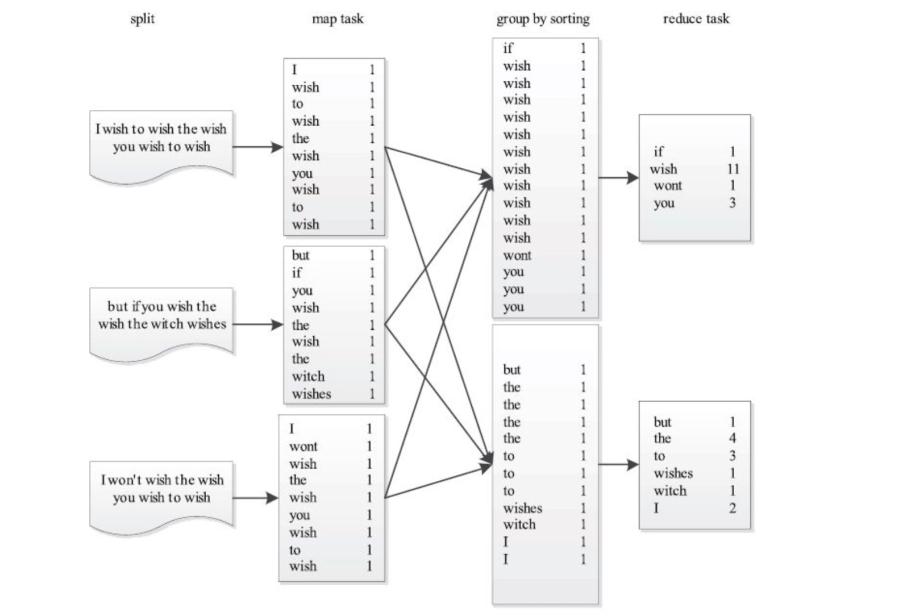 split
map task
group by sorting
reduce task
I wish to wish the wish
you wish to wish
but if you wish the
wish the witch wishes
I won't wish the wish
you wish to wish
I 1
wish 1
to 1
wish 1
the 1
wish 1
you 1
wish 1
to 1
wish 1
but 1
if 1
you 1
wish 1
the 1
wish 1
the 1
witch 1
wishes 1
I 1
wont 1
wish 1
the 1
wish 1
you 1
wish 1
to 1
wish 1
if 1
wish 1
wish 1
wish 1
wish 1
wish 1
wish 1
wish 1
wish 1
wish 1
wish 1
wish 1
wont 1
you 1
you 1
you 1
but 1
the 1
the 1
the 1
the 1
to 1
to 1
to 1
wishes 1
witch 1
I 1
I 1
if 1
wish 11
wont 1
you 3
but 1
the 4
to 3
wishes 1
witch 1
I 2